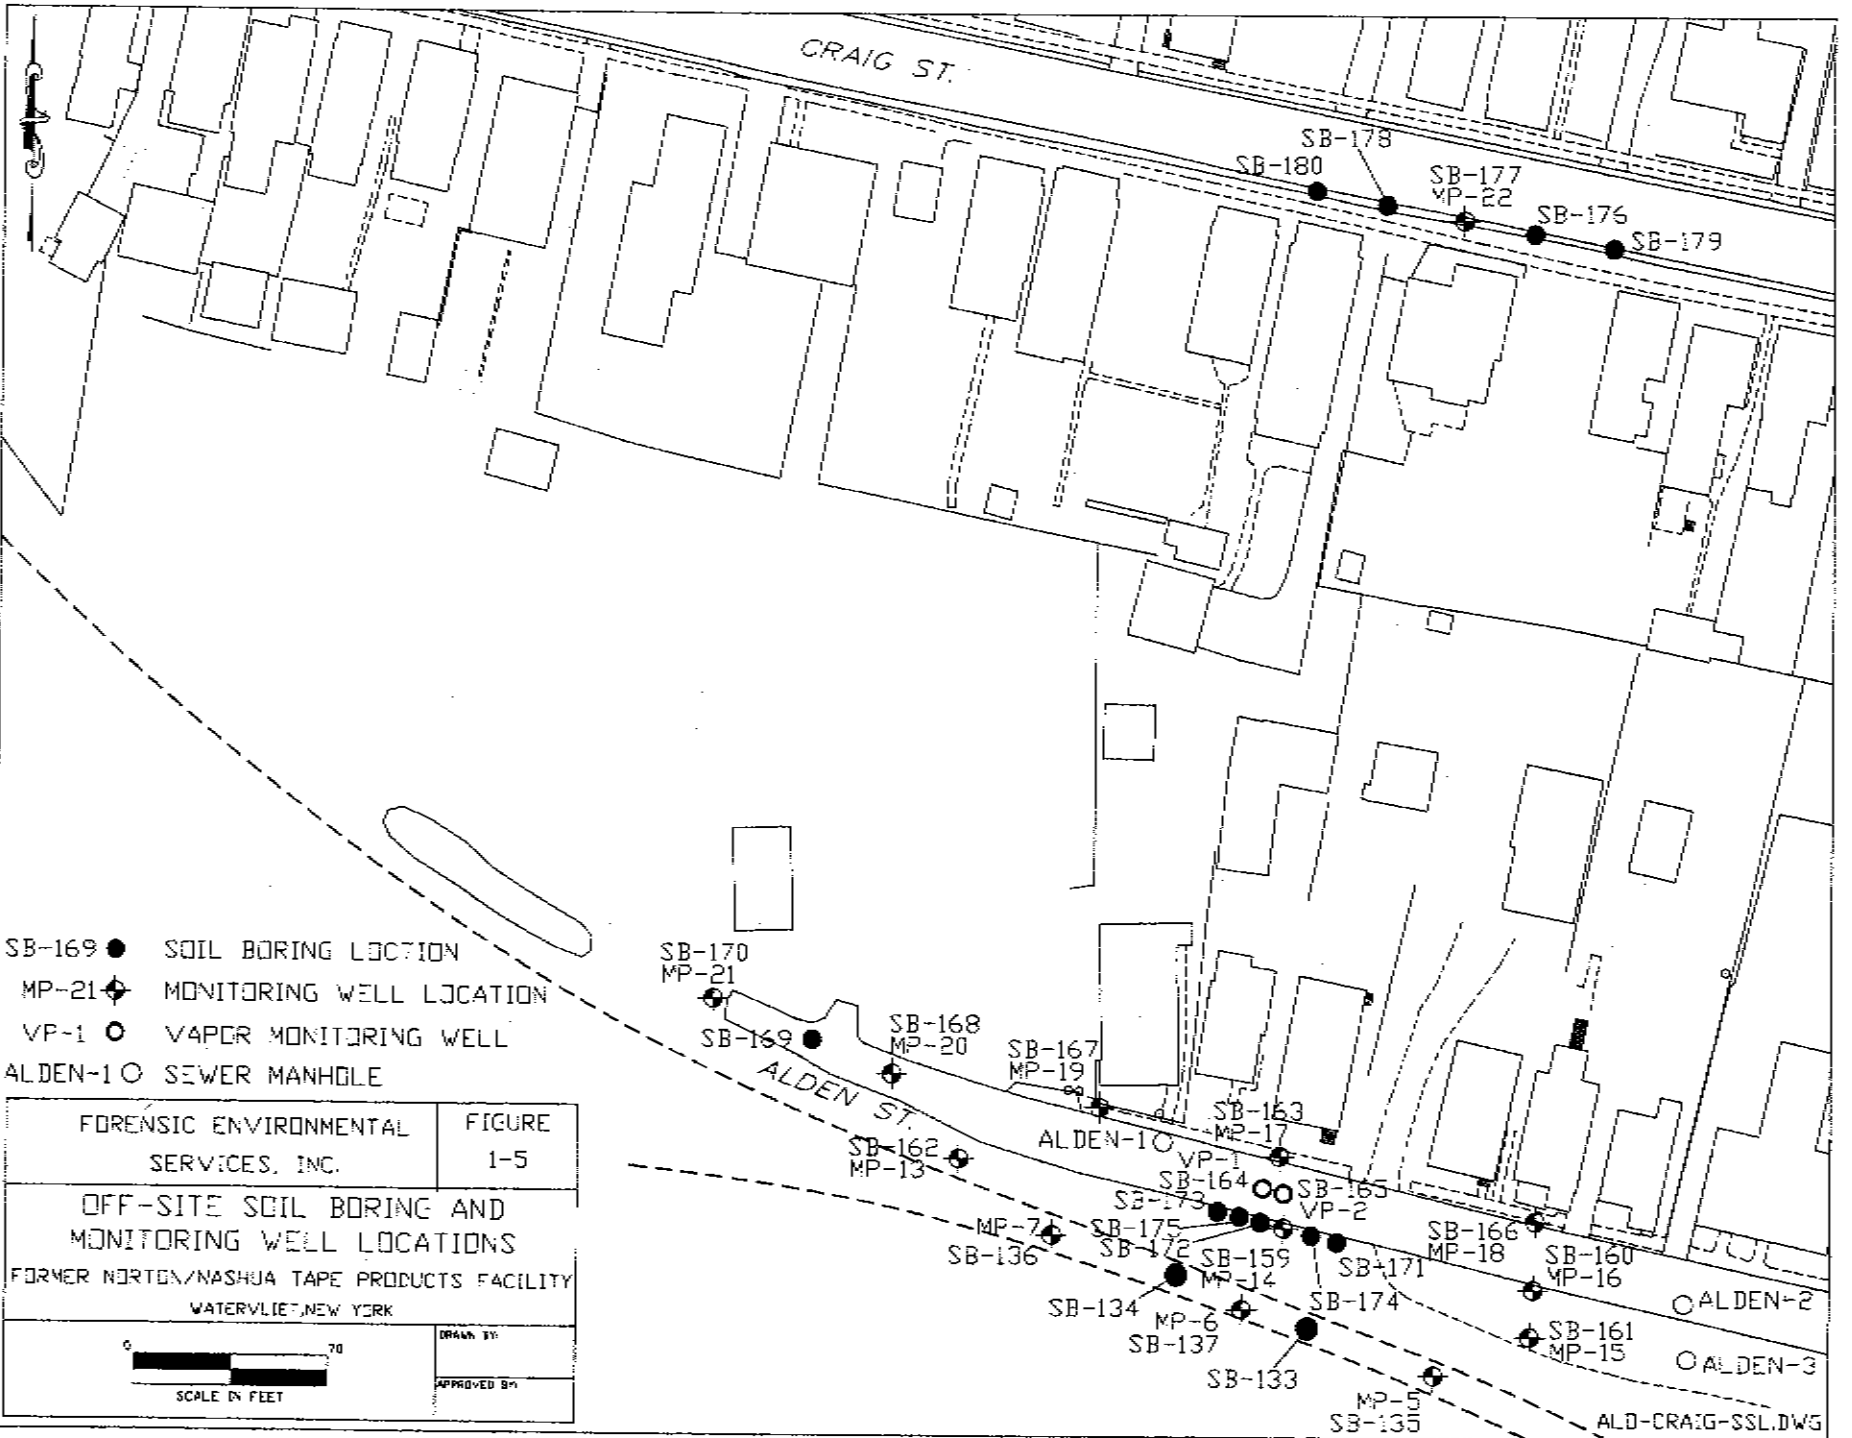 CRAIG ST.
SB-178
SB-180
SB-177
VP-22
SB-176
SB-179
SB-169 SOIL BORING LOCTION
MP-21 MONITORING WELL LOCATION
VP-1 VAPOR MONITORING WELL
ALDEN-1 SEWER MANHOLE
SB-170
MP-21
SB-169
SB-168
MP-20
SB-167
MP-19
ALDEN ST.
SB-163
MP-17
ALDEN-1
VP-1
SB-164
SB-162
MP-13
SB-165
VP-2
SB-173
SB-175
SB-172
SB-159
MP-14
SB-171
SB-174
MP-7
SB-136
SB-134
MP-6
SB-137
SB-133
MP-5
SB-135
SB-166
MP-18
SB-160
MP-16
SB-161
MP-15
ALDEN-2
ALDEN-3
FORENSIC ENVIRONMENTAL
SERVICES, INC.
FIGURE
1-5
OFF-SITE SOIL BORING AND
MONITORING WELL LOCATIONS
FORMER NORTON/NASHUA TAPE PRODUCTS FACILITY
WATERVLIET, NEW YORK
0 70
SCALE IN FEET
DRAWN BY:
APPROVED BY:
ALD-CRAIG-SSL.DWG